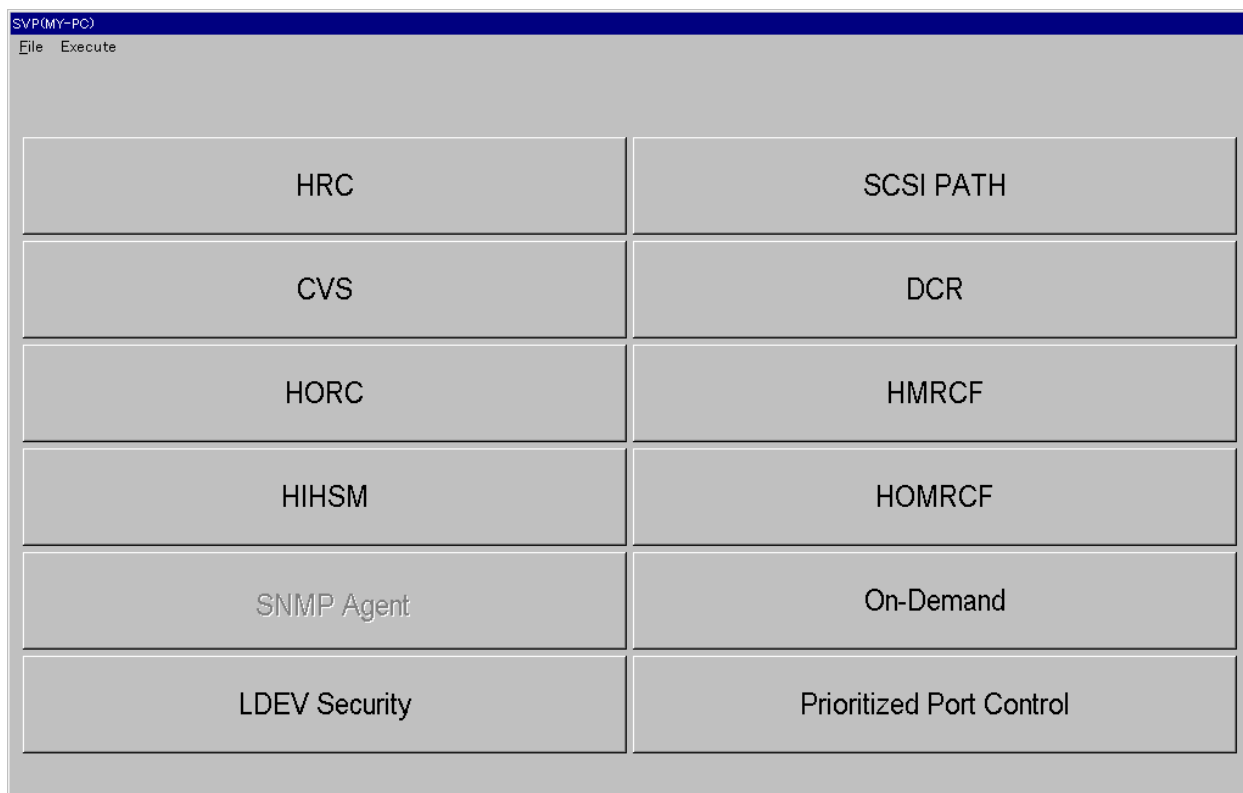 SVP(MY-PC)
File Execute
HRC
SCSI PATH
CVS
DCR
HORC
HMRCF
HIHSM
HOMRCF
SNMP Agent
On-Demand
LDEV Security
Prioritized Port Control